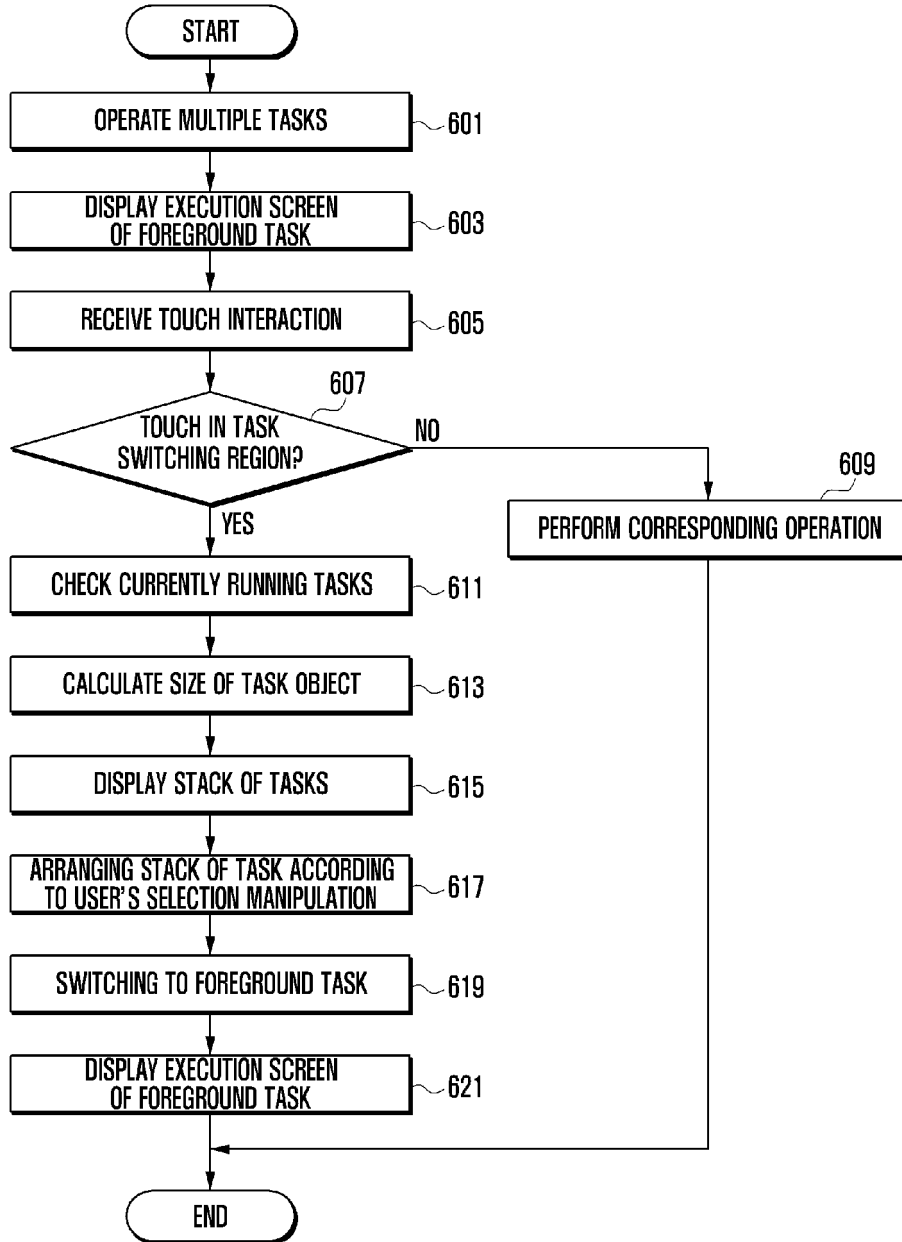 START
OPERATE MULTIPLE TASKS
601
DISPLAY EXECUTION SCREEN
OF FOREGROUND TASK
603
RECEIVE TOUCH INTERACTION
605
607
TOUCH IN TASK
SWITCHING REGION?
NO
YES
609
PERFORM CORRESPONDING OPERATION
CHECK CURRENTLY RUNNING TASKS
611
CALCULATE SIZE OF TASK OBJECT
613
DISPLAY STACK OF TASKS
615
ARRANGING STACK OF TASK ACCORDING
TO USER'S SELECTION MANIPULATION
617
SWITCHING TO FOREGROUND TASK
619
DISPLAY EXECUTION SCREEN
OF FOREGROUND TASK
621
END